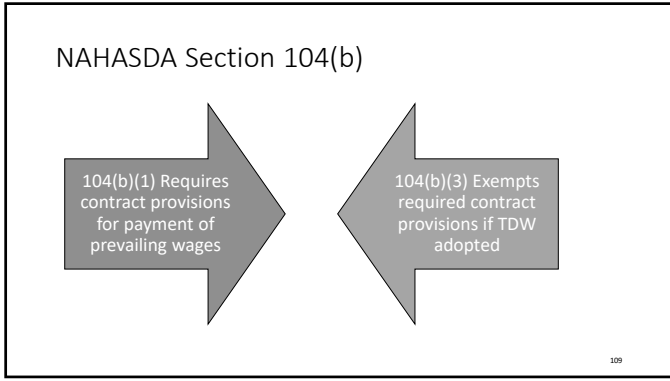 NAHASDA Section 104(b)
104(b)(1) Requires
contract provisions
for payment of
prevailing wages
104(b)(3) Exempts
required contract
provisions if TDW
adopted
109